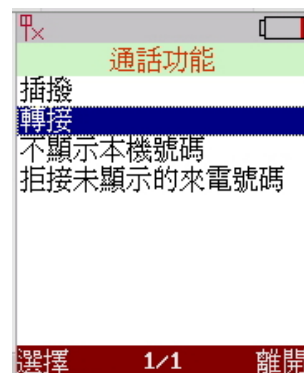 通話功能
插撥
轉接
不顯示本機號碼
拒接未顯示的來電號碼
選擇 1/1 離開